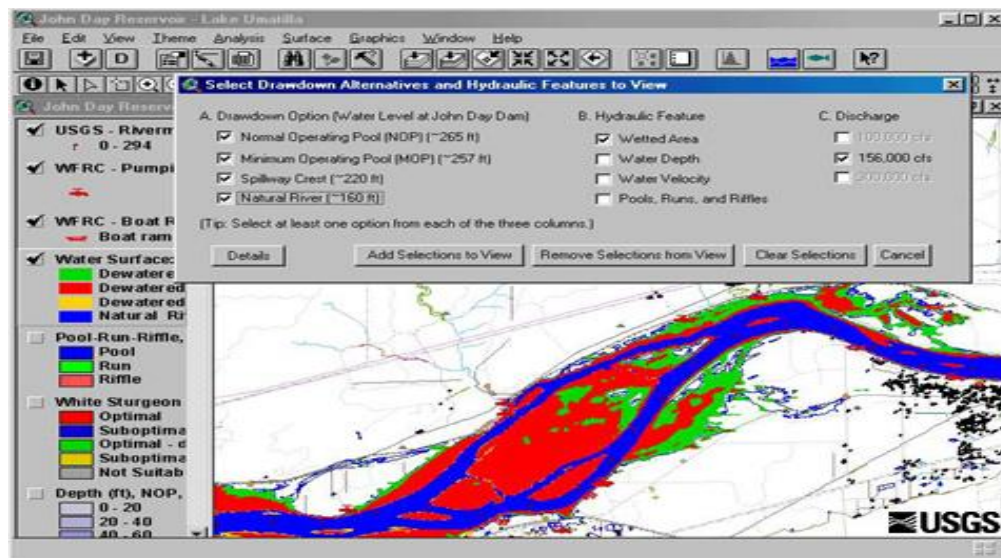 John Day Reservoir - Lake Umatilla
File Edit View Theme Analysis Surface Graphics Window Help
D
Select Drawdown Alternatives and Hydraulic Features to View
A. Drawdown Option (Water Level at John Day Dam)
B. Hydraulic Feature
C. Discharge
Normal Operating Pool (NOP) (~265 ft)
Wetted Area
100,000 cfs
Minimum Operating Pool (MOP) (~257 ft)
Water Depth
156,000 cfs
Spillway Crest (~220 ft)
Water Velocity
300,000 cfs
Natural River (~160 ft)
Pools, Runs, and Riffles
(Tip: Select at least one option from each of the three columns.)
Details
Add Selections to View
Remove Selections from View
Clear Selections
Cancel
John Day Reserv
USGS - Riverm
0 - 294
WFRC - Pumpi
WFRC - Boat R
Boat ram
Water Surface:
Dewatere
Dewatered
Dewatered
Natural Ri
Pool-Run-Riffle,
Pool
Run
Riffle
White Sturgeon
Optimal
Suboptima
Optimal - d
Suboptima
Not Suitab
Depth (ft), NOP,
0 - 20
20 - 40
40 - 60
USGS